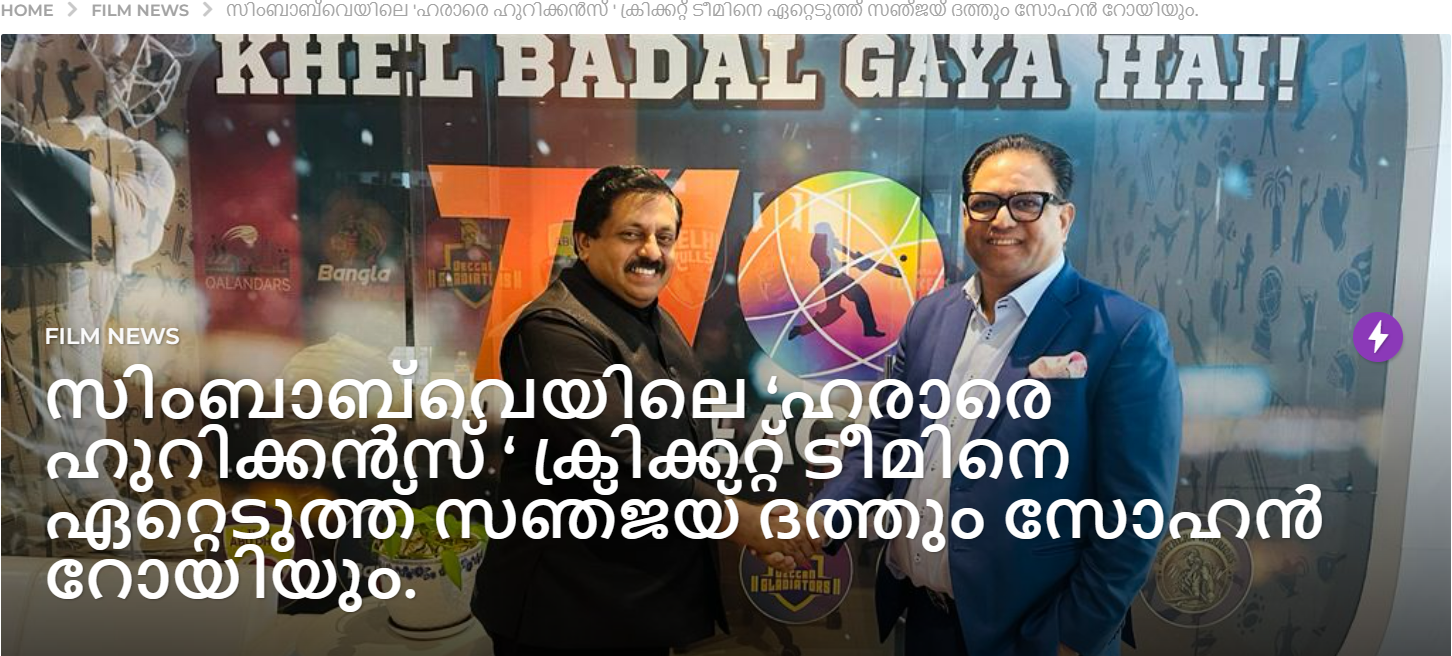 HOME > FILM NEWS > സിംബാബ്‌വെയിലെ 'ഹരാരെ ഹുറിക്കൻസ് ' ക്രിക്കറ്റ് ടീമിനെ ഏറ്റെടുത്ത് സഞ്ജയ് ദത്തും സോഹൻ റോയിയും.
KHEL BADAL GAYA HAI!
T10
QALANDARS
Bangla
DECCAN
GLADIATORS
FILM NEWS
സിംബാബ്‌വെയിലെ ‘ഹരാരെ
ഹുറിക്കൻസ് ‘ ക്രിക്കറ്റ് ടീമിനെ
ഏറ്റെടുത്ത് സഞ്ജയ് ദത്തും സോഹൻ
റോയിയും.
DECCAN
GLADIATORS